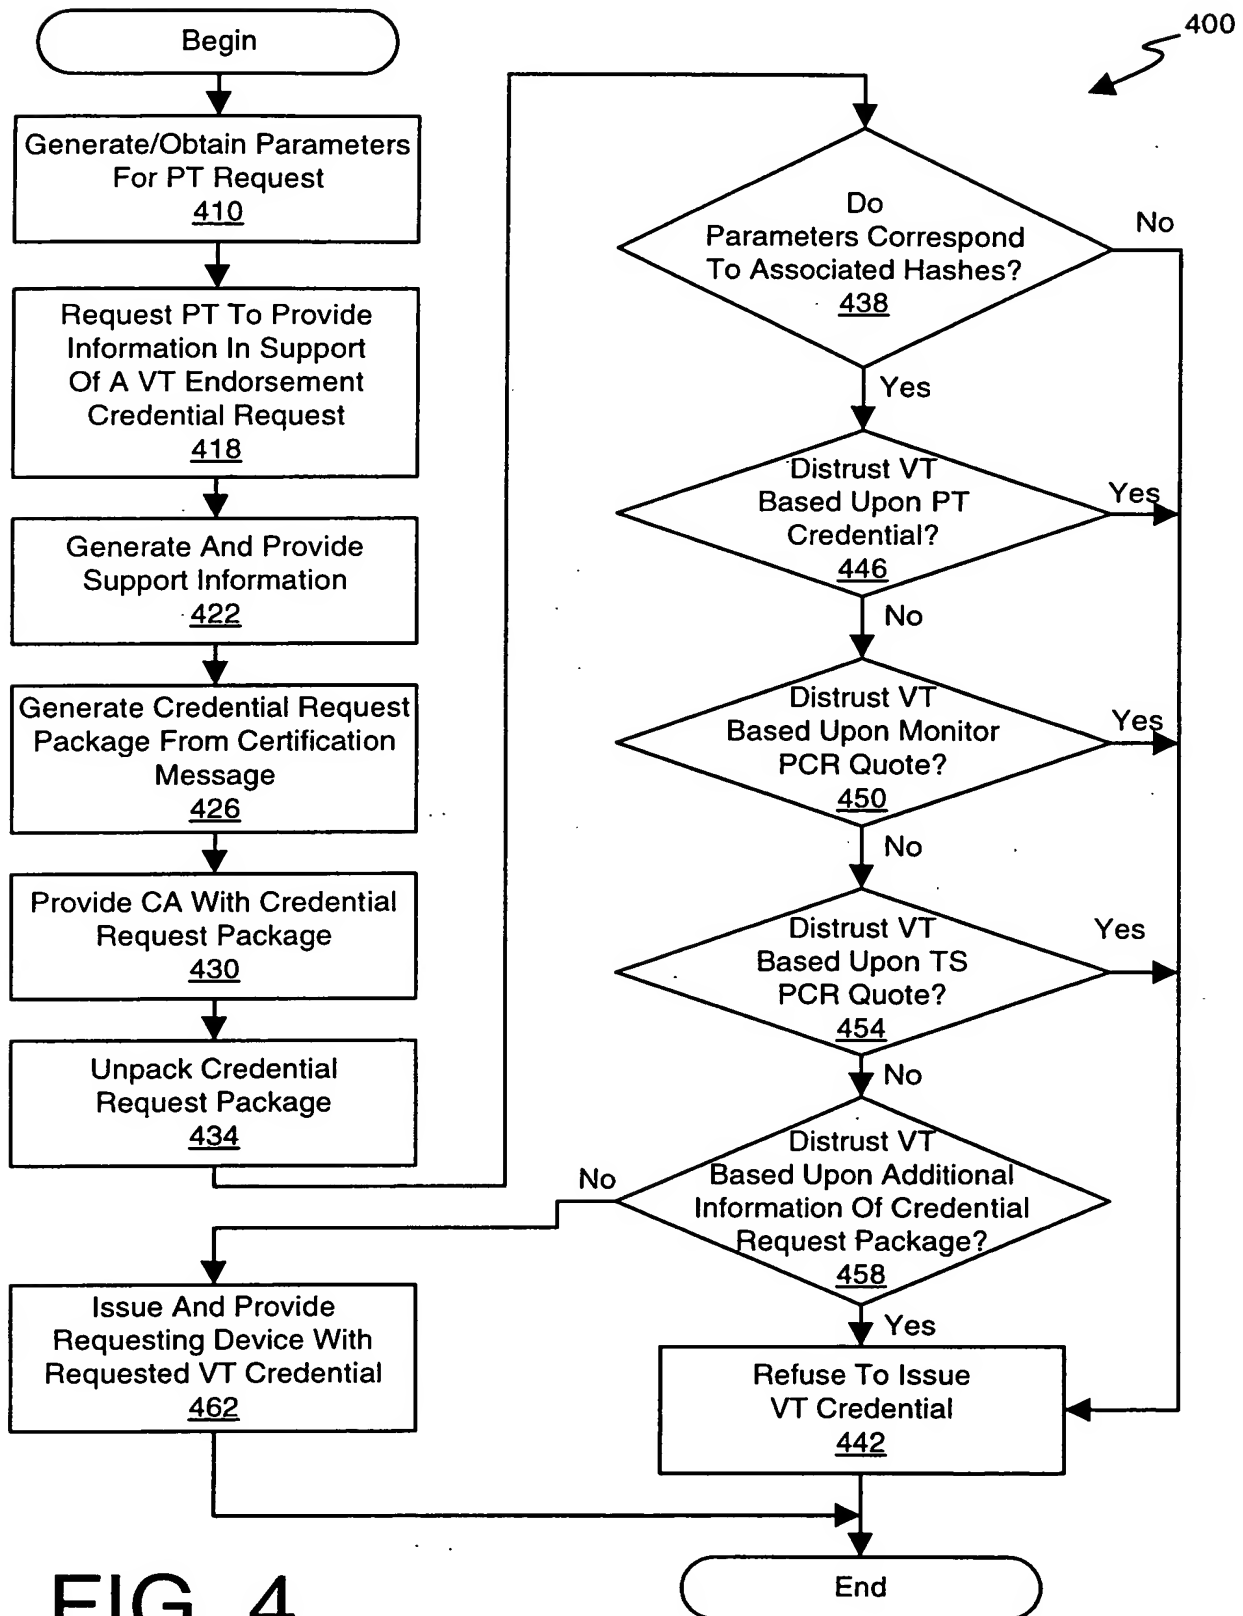 Begin
400
Generate/Obtain Parameters
For PT Request
410
Request PT To Provide
Information In Support
Of A VT Endorsement
Credential Request
418
Generate And Provide
Support Information
422
Generate Credential Request
Package From Certification
Message
426
Provide CA With Credential
Request Package
430
Unpack Credential
Request Package
434
Do
Parameters Correspond
To Associated Hashes?
438
No
Yes
Distrust VT
Based Upon PT
Credential?
446
Yes
No
Distrust VT
Based Upon Monitor
PCR Quote?
450
Yes
No
Distrust VT
Based Upon TS
PCR Quote?
454
Yes
No
Distrust VT
Based Upon Additional
Information Of Credential
Request Package?
458
No
Yes
Issue And Provide
Requesting Device With
Requested VT Credential
462
Refuse To Issue
VT Credential
442
End
FIG. 4